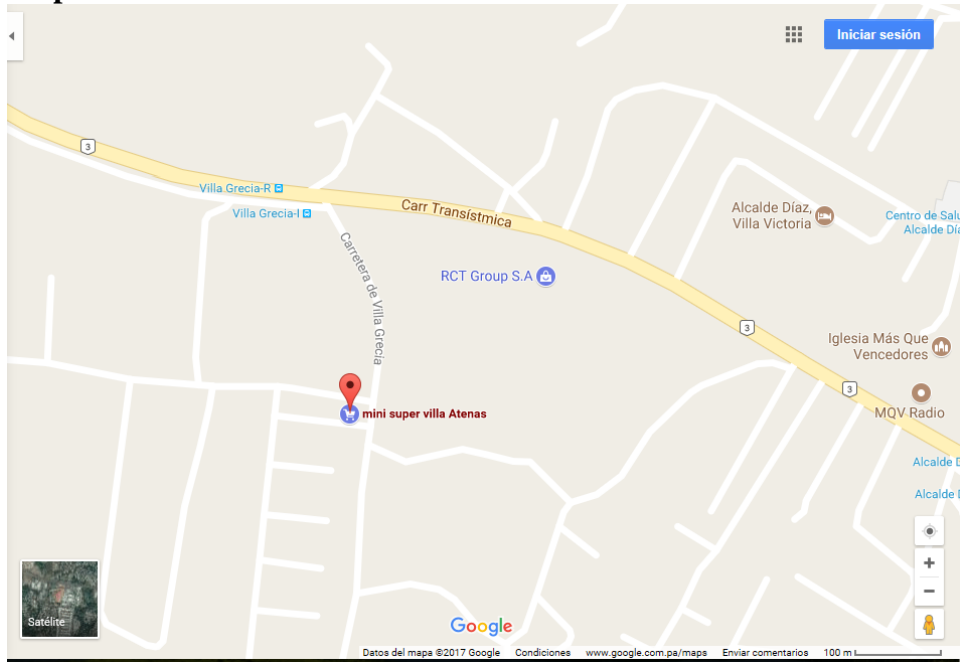 Iniciar sesión
3
Villa Grecia-R
Villa Grecia-I
Carr Transístmica
Alcalde Díaz,
Villa Victoria
Centro de Salu
Alcalde Día
Carretera de Villa Grecia
RCT Group S.A
3
Iglesia Más Que
Vencedores
3
MQV Radio
mini super villa Atenas
Alcalde D
Alcalde D
Satélite
Google
Datos del mapa ©2017 Google Condiciones www.google.com.pa/maps Enviar comentarios 100 m